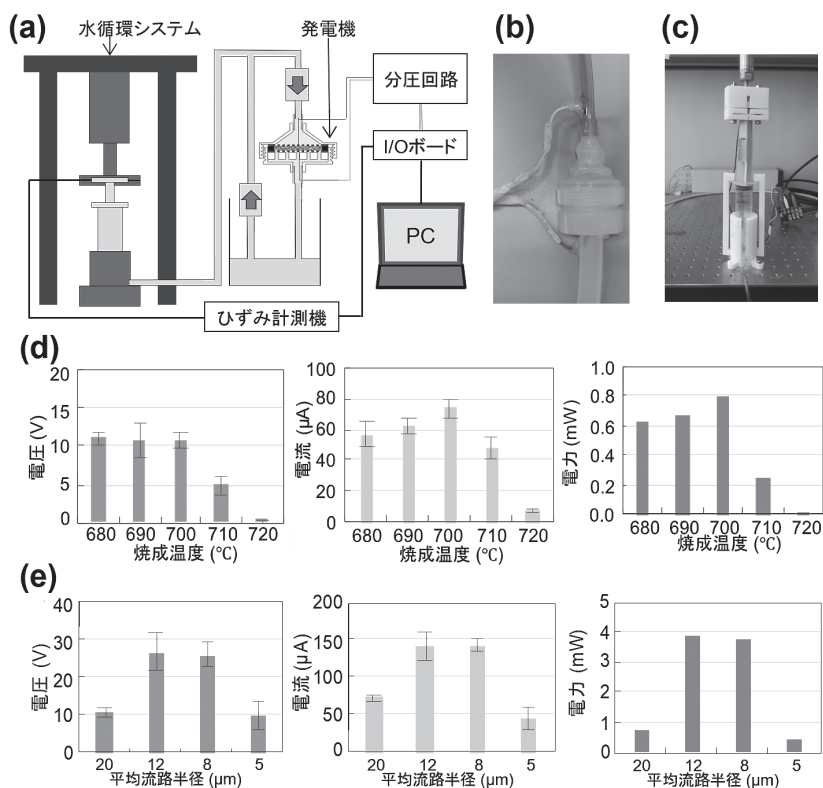 (a)
水循環システム
発電機
分圧回路
I/Oボード
PC
ひずみ計測機
(b)
(c)
(d)
電圧 (V)
20
15
10
5
0
680 690 700 710 720
焼成温度 (℃)
電流 (µA)
100
80
60
40
20
0
680 690 700 710 720
焼成温度 (℃)
電力 (mW)
1.0
0.8
0.6
0.4
0.2
0.0
680 690 700 710 720
焼成温度 (℃)
(e)
電圧 (V)
40
30
20
10
0
20 12 8 5
平均流路半径 (µm)
電流 (µA)
200
150
100
50
0
20 12 8 5
平均流路半径 (µm)
電力 (mW)
5
4
3
2
1
0
20 12 8 5
平均流路半径 (µm)